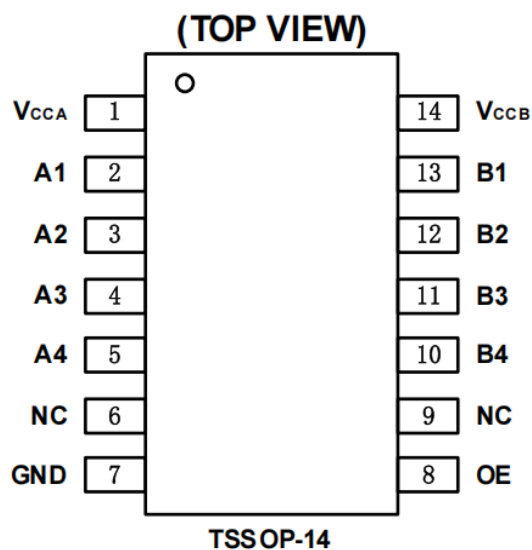 (TOP VIEW)
VCCA 1 14 VCCB
A1 2 13 B1
A2 3 12 B2
A3 4 11 B3
A4 5 10 B4
NC 6 9 NC
GND 7 8 OE
TSSOP-14